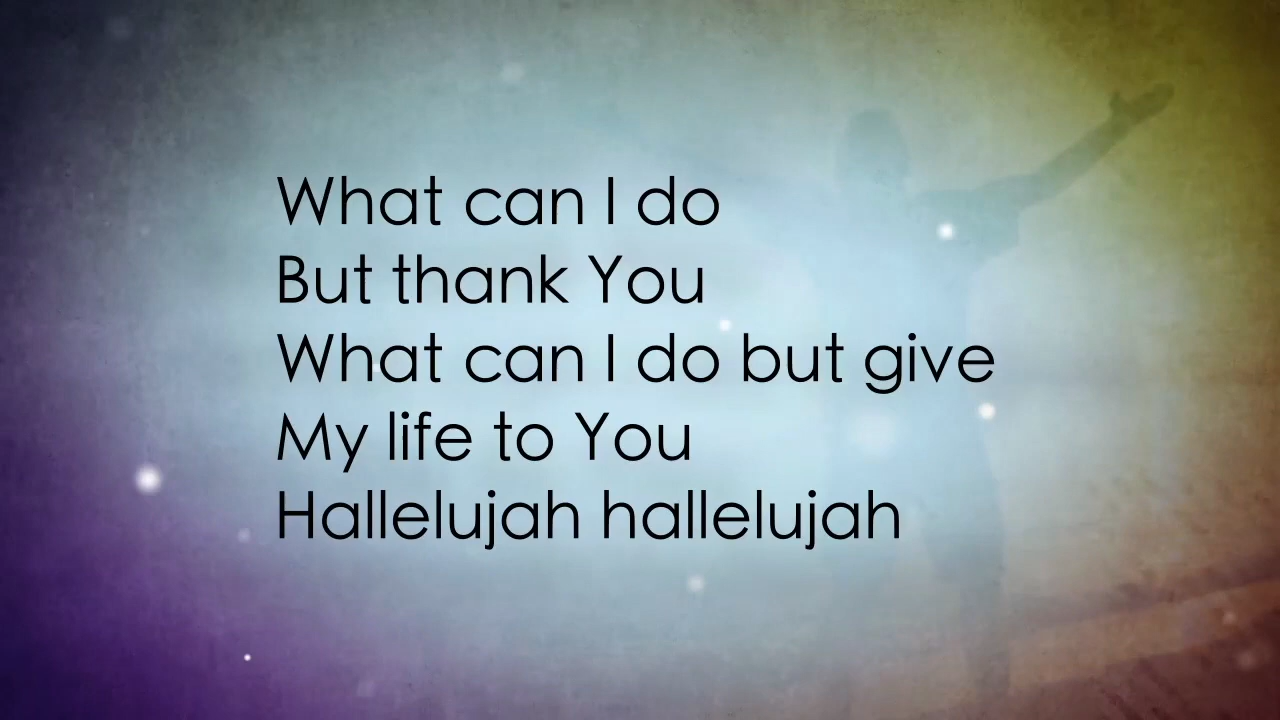 What can I do
But thank You
What can I do but give
My life to You
Hallelujah hallelujah